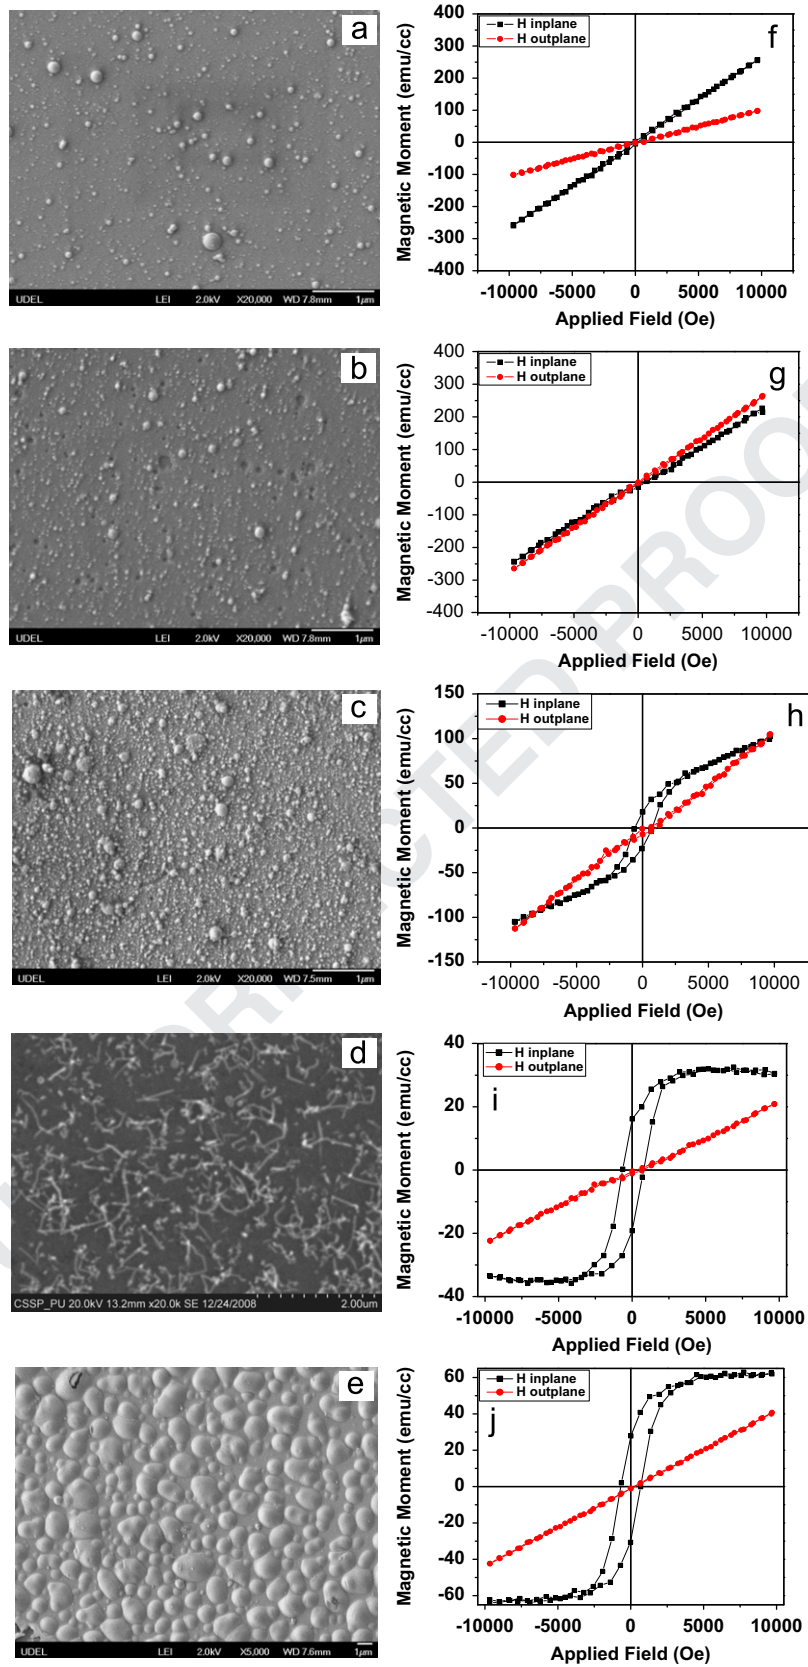 a
UDEL LEI 2.0kV X20,000 WD 7.8mm 1µm
f
H inplane
H outplane
Magnetic Moment (emu/cc)
400
300
200
100
0
-100
-200
-300
-400
-10000 -5000 0 5000 10000
Applied Field (Oe)
b
UDEL LEI 2.0kV X20,000 WD 7.8mm 1µm
g
H inplane
H outplane
Magnetic Moment (emu/cc)
400
300
200
100
0
-100
-200
-300
-400
-10000 -5000 0 5000 10000
Applied Field (Oe)
c
UDEL LEI 2.0kV X20,000 WD 7.5mm 1µm
h
H inplane
H outplane
Magnetic Moment (emu/cc)
150
100
50
0
-50
-100
-150
-10000 -5000 0 5000 10000
Applied Field (Oe)
d
CSSP_PU 20.0kV 13.2mm x20.0k SE 12/24/2008 2.00um
i
H inplane
H outplane
Magnetic Moment (emu/cc)
40
20
0
-20
-40
-10000 -5000 0 5000 10000
Applied Field (Oe)
e
UDEL LEI 2.0kV X5,000 WD 7.6mm 1µm
j
H inplane
H outplane
Magnetic Moment (emu/cc)
60
40
20
0
-20
-40
-60
-10000 -5000 0 5000 10000
Applied Field (Oe)